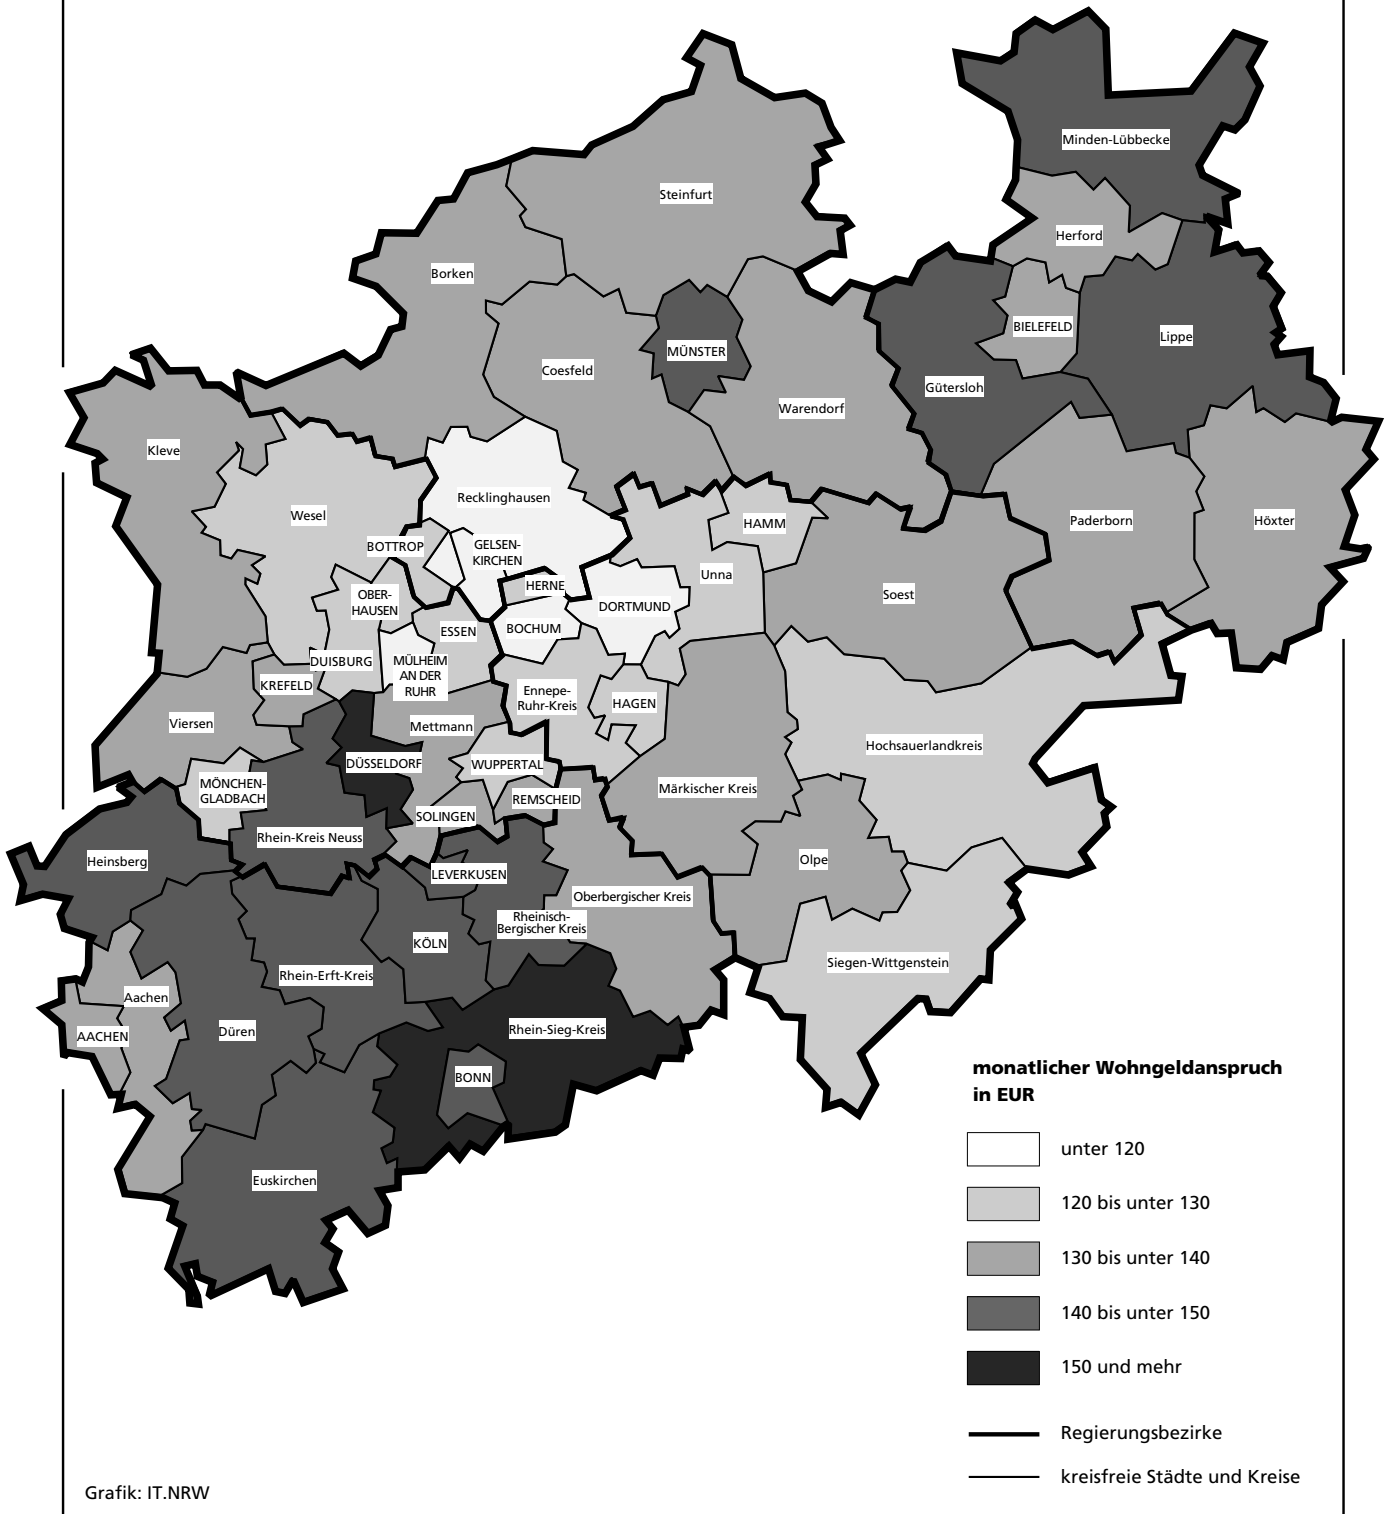 Minden-Lübbecke
Steinfurt
Herford
Borken
BIELEFELD
Lippe
MÜNSTER
Coesfeld
Gütersloh
Warendorf
Kleve
Recklinghausen
Wesel
HAMM
Paderborn
Höxter
BOTTROP
GELSEN-
KIRCHEN
Unna
HERNE
Soest
OBER-
HAUSEN
DORTMUND
ESSEN
BOCHUM
DUISBURG
MÜLHEIM
AN DER
RUHR
KREFELD
Ennepe-
Ruhr-Kreis
HAGEN
Viersen
Mettmann
Hochsauerlandkreis
DÜSSELDORF
WUPPERTAL
MÖNCHEN-
GLADBACH
Märkischer Kreis
REMSCHEID
SOLINGEN
Rhein-Kreis Neuss
Heinsberg
Olpe
LEVERKUSEN
Oberbergischer Kreis
Rheinisch-
Bergischer Kreis
KÖLN
Siegen-Wittgenstein
Rhein-Erft-Kreis
Aachen
Rhein-Sieg-Kreis
Düren
AACHEN
BONN
Euskirchen
monatlicher Wohngeldanspruch
in EUR
unter 120
120 bis unter 130
130 bis unter 140
140 bis unter 150
150 und mehr
Regierungsbezirke
kreisfreie Städte und Kreise
Grafik: IT.NRW